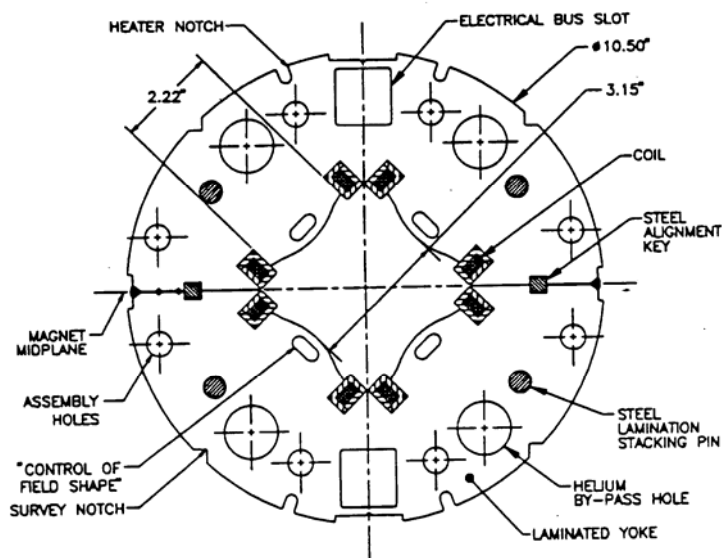 HEATER NOTCH
ELECTRICAL BUS SLOT
ø10.50"
2.22"
3.15"
COIL
STEEL
ALIGNMENT
KEY
MAGNET
MIDPLANE
ASSEMBLY
HOLES
STEEL
LAMINATION
STACKING PIN
"CONTROL OF
FIELD SHAPE"
HELIUM
BY-PASS HOLE
SURVEY NOTCH
LAMINATED YOKE